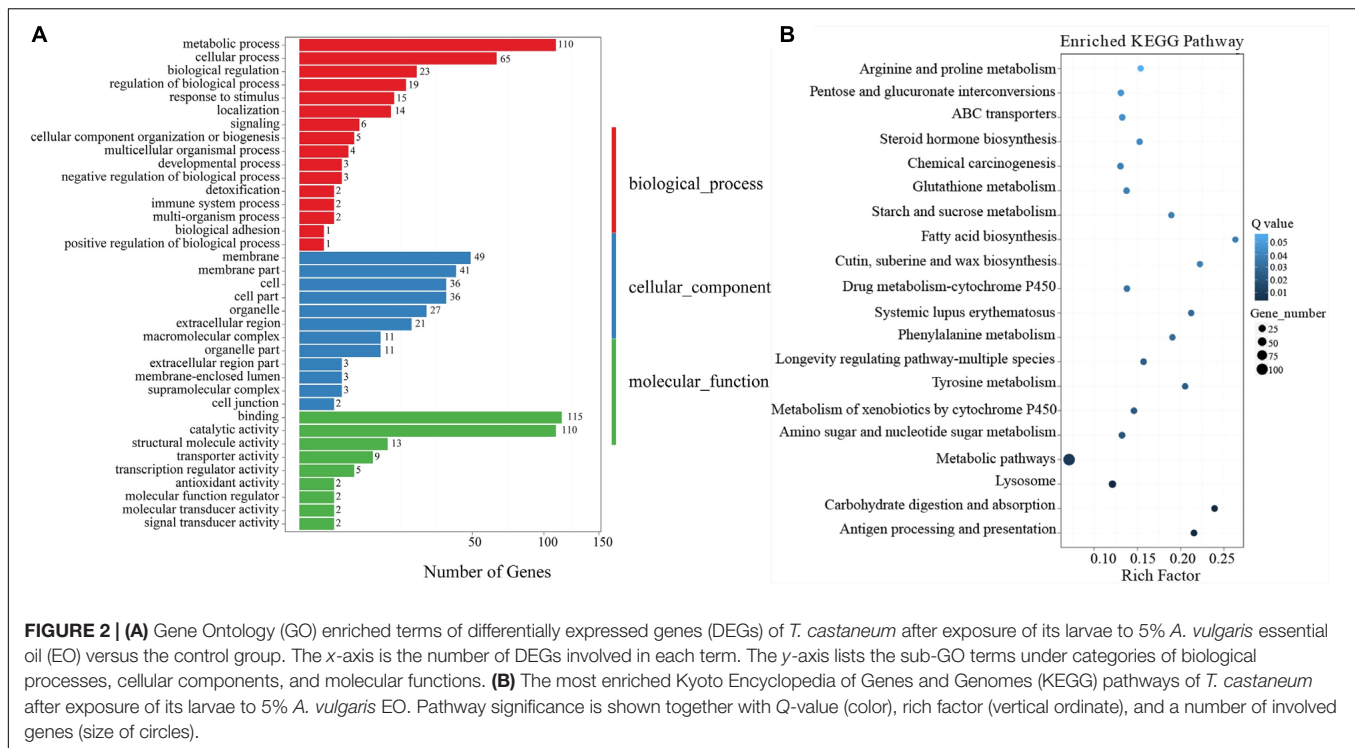 A
metabolic process 110
cellular process 65
biological regulation 23
regulation of biological process 19
response to stimulus 15
localization 14
signaling 6
cellular component organization or biogenesis 5
multicellular organismal process 4
developmental process 3
negative regulation of biological process 3
detoxification 2
immune system process 2
multi-organism process 2
biological adhesion 1
positive regulation of biological process 1
membrane 49
membrane part 41
cell 36
cell part 36
organelle 27
extracellular region 21
macromolecular complex 11
organelle part 11
extracellular region part 3
membrane-enclosed lumen 3
supramolecular complex 3
cell junction 2
binding 115
catalytic activity 110
structural molecule activity 13
transporter activity 9
transcription regulator activity 5
antioxidant activity 2
molecular function regulator 2
molecular transducer activity 2
signal transducer activity 2
50 100 150
Number of Genes
biological_process
cellular_component
molecular_function
B
Enriched KEGG Pathway
Arginine and proline metabolism
Pentose and glucuronate interconversions
ABC transporters
Steroid hormone biosynthesis
Chemical carcinogenesis
Glutathione metabolism
Starch and sucrose metabolism
Fatty acid biosynthesis
Cutin, suberine and wax biosynthesis
Drug metabolism-cytochrome P450
Systemic lupus erythematosus
Phenylalanine metabolism
Longevity regulating pathway-multiple species
Tyrosine metabolism
Metabolism of xenobiotics by cytochrome P450
Amino sugar and nucleotide sugar metabolism
Metabolic pathways
Lysosome
Carbohydrate digestion and absorption
Antigen processing and presentation
0.10 0.15 0.20 0.25
Rich Factor
Q value
0.05
0.04
0.03
0.02
0.01
Gene_number
25
50
75
100
FIGURE 2 | (A) Gene Ontology (GO) enriched terms of differentially expressed genes (DEGs) of T. castaneum after exposure of its larvae to 5% A. vulgaris essential
oil (EO) versus the control group. The x-axis is the number of DEGs involved in each term. The y-axis lists the sub-GO terms under categories of biological
processes, cellular components, and molecular functions. (B) The most enriched Kyoto Encyclopedia of Genes and Genomes (KEGG) pathways of T. castaneum
after exposure of its larvae to 5% A. vulgaris EO. Pathway significance is shown together with Q-value (color), rich factor (vertical ordinate), and a number of involved
genes (size of circles).